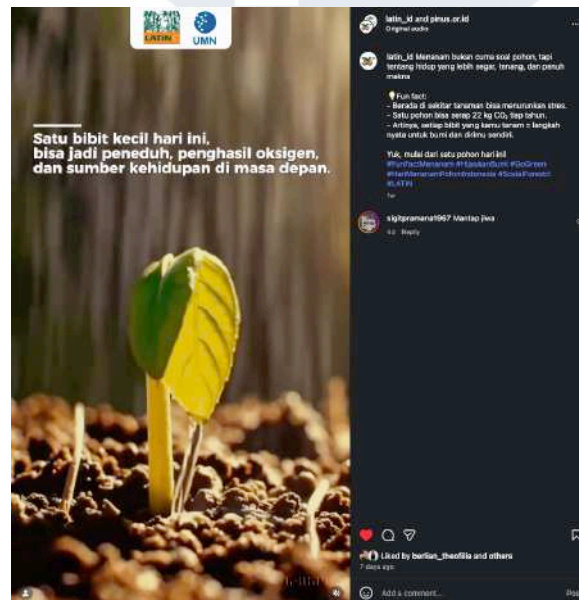 LATIN
UMN
Satu bibit kecil hari ini,
bisa jadi peneduh, penghasil oksigen,
dan sumber kehidupan di masa depan.
latin_id and pinus.or.id
Original audio
latin_id Menanam bukan cuma soal pohon, tapi
tentang hidup yang lebih segar, tenang, dan penuh
makna
Fun fact:
- Berada di sekitar tanaman bisa menurunkan stres.
- Satu pohon bisa serap 22 kg CO₂ tiap tahun.
- Artinya, setiap bibit yang kamu tanam = langkah
nyata untuk bumi dan dirimu sendiri.
Yuk, mulai dari satu pohon hari ini!
#FunFactMenanam #HijaukanBumi #GoGreen
#HariMenanamPohonIndonesia #SosialForestri
#LATIN
1w
sigitpramana1967 Mantap jiwa
Reply
Liked by berlian_theofilia and others
7 days ago
Add a comment...